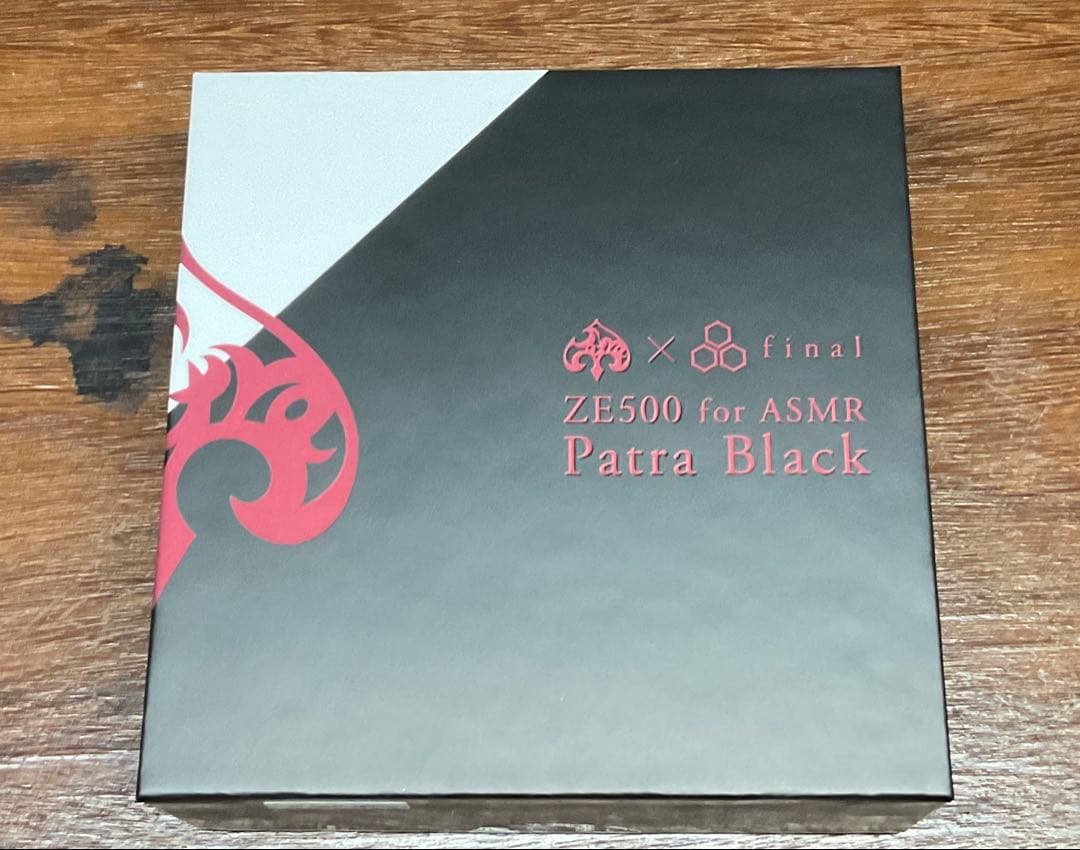 × final
ZE500 for ASMR
Patra Black